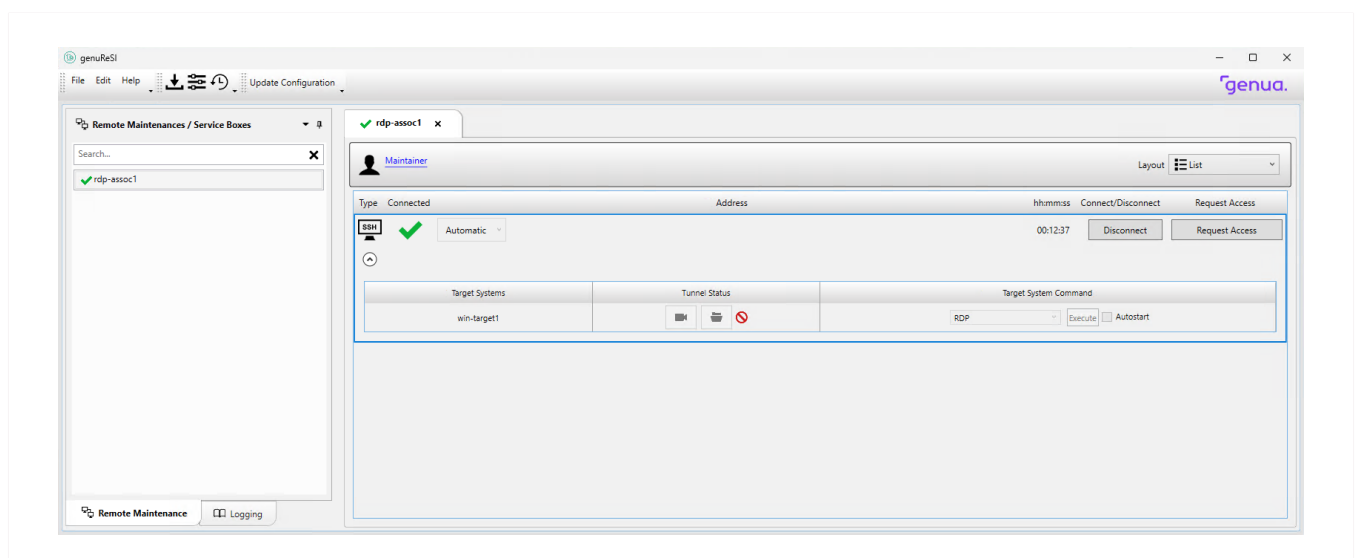 genuReSI
File Edit Help Update Configuration genua.
Remote Maintenances / Service Boxes
Search...
rdp-assoc1
Remote Maintenance Logging
rdp-assoc1
Maintainer Layout List
Type Connected Address hh:mm:ss Connect/Disconnect Request Access
SSH Automatic 00:12:37 Disconnect Request Access
Target Systems Tunnel Status Target System Command
win-target1 RDP Execute Autostart